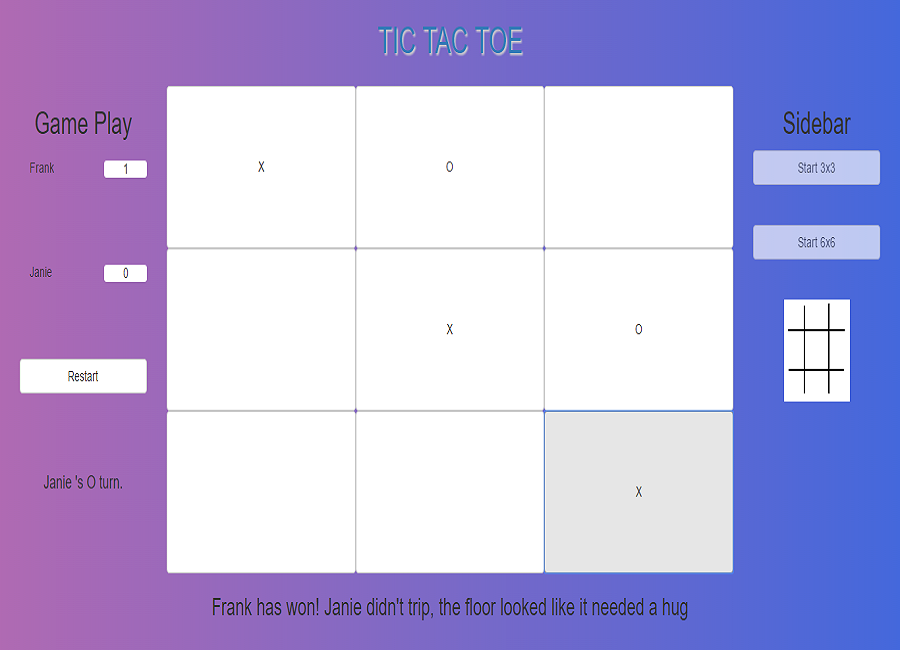 TIC TAC TOE
Game Play
Frank 1
Janie 0
Restart
Janie 's O turn.
X O
X O
X
Sidebar
Start 3x3
Start 6x6
Frank has won! Janie didn't trip, the floor looked like it needed a hug